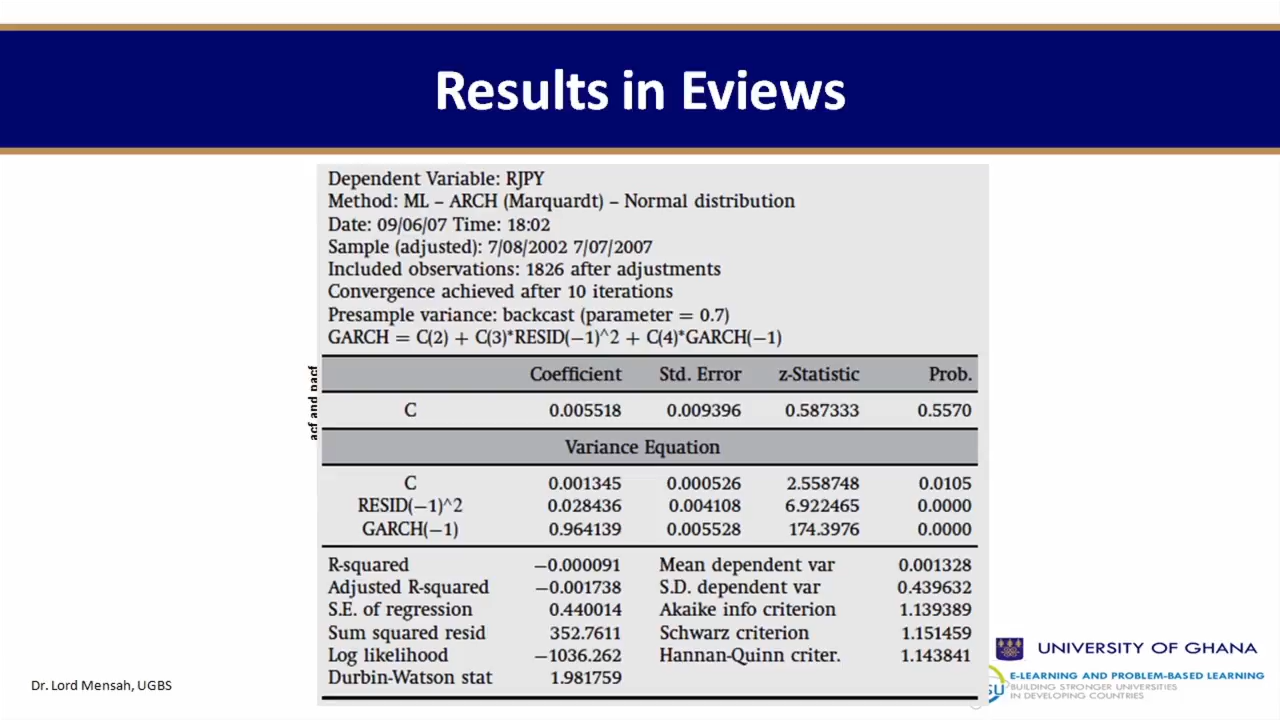 Results in Eviews
Dependent Variable: RJPY
Method: ML – ARCH (Marquardt) – Normal distribution
Date: 09/06/07 Time: 18:02
Sample (adjusted): 7/08/2002 7/07/2007
Included observations: 1826 after adjustments
Convergence achieved after 10 iterations
Presample variance: backcast (parameter = 0.7)
GARCH = C(2) + C(3)*RESID(−1)^2 + C(4)*GARCH(−1)
Coefficient Std. Error z-Statistic Prob.
C 0.005518 0.009396 0.587333 0.5570
Variance Equation
C 0.001345 0.000526 2.558748 0.0105
RESID(−1)^2 0.028436 0.004108 6.922465 0.0000
GARCH(−1) 0.964139 0.005528 174.3976 0.0000
R-squared −0.000091 Mean dependent var 0.001328
Adjusted R-squared −0.001738 S.D. dependent var 0.439632
S.E. of regression 0.440014 Akaike info criterion 1.139389
Sum squared resid 352.7611 Schwarz criterion 1.151459
Log likelihood −1036.262 Hannan-Quinn criter. 1.143841
Durbin-Watson stat 1.981759
acf and pacf
Dr. Lord Mensah, UGBS
UNIVERSITY OF GHANA
SU
E-LEARNING AND PROBLEM-BASED LEARNING
BUILDING STRONGER UNIVERSITIES
IN DEVELOPING COUNTRIES